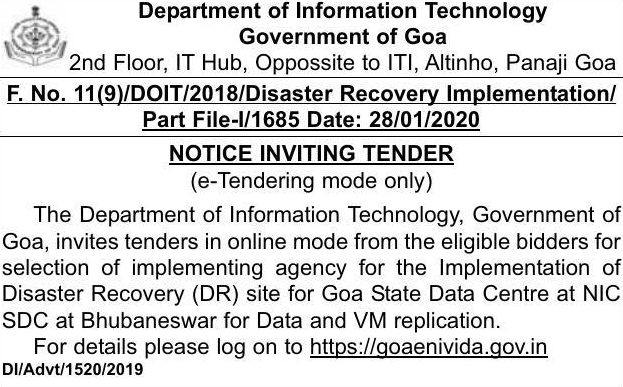 Department of Information Technology
Government of Goa
2nd Floor, IT Hub, Oppossite to ITI, Altinho, Panaji Goa
F. No. 11(9)/DOIT/2018/Disaster Recovery Implementation/
Part File-I/1685 Date: 28/01/2020
NOTICE INVITING TENDER
(e-Tendering mode only)
The Department of Information Technology, Government of
Goa, invites tenders in online mode from the eligible bidders for
selection of implementing agency for the Implementation of
Disaster Recovery (DR) site for Goa State Data Centre at NIC
SDC at Bhubaneswar for Data and VM replication.
For details please log on to https://goaenivida.gov.in
DI/Advt/1520/2019